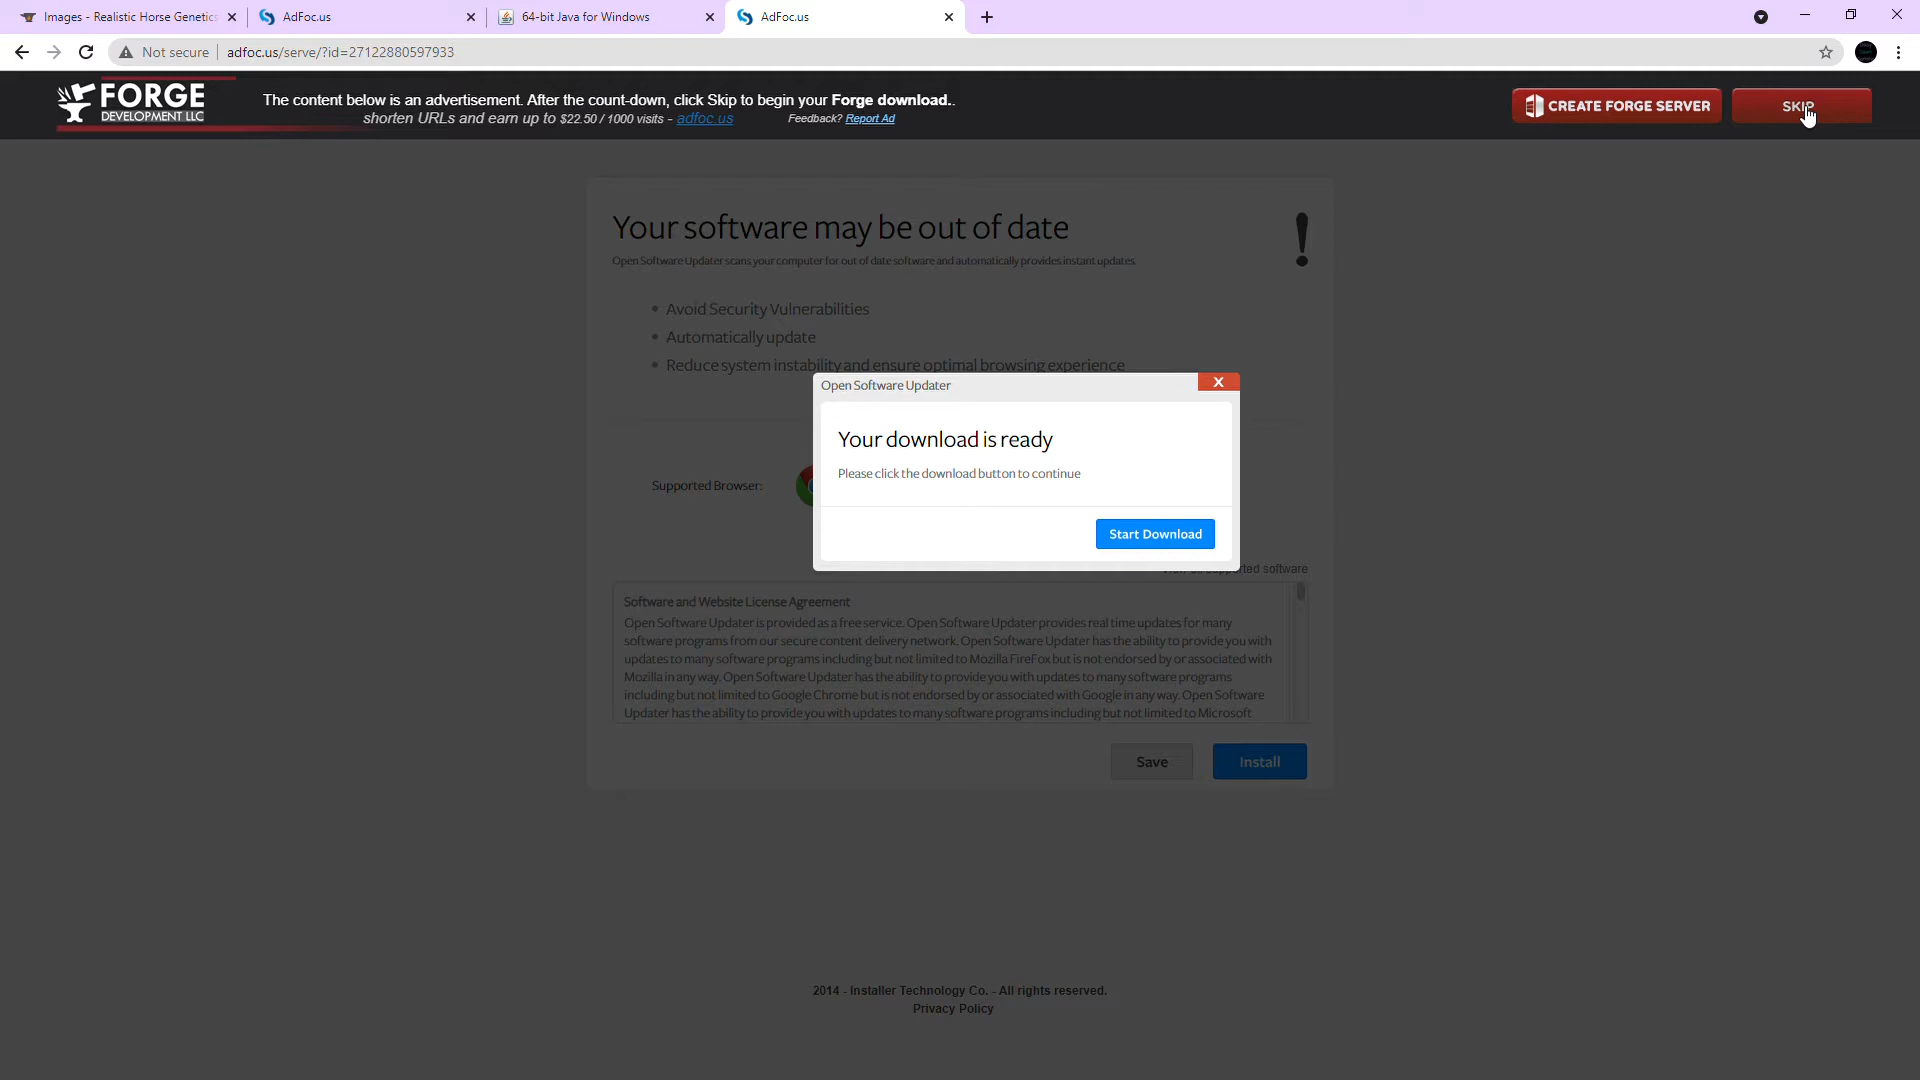 Images - Realistic Horse Genetics
AdFoc.us
64-bit Java for Windows
AdFoc.us
Not secure
adfoc.us/serve/?id=27122880597933
FORGE
DEVELOPMENT LLC
The content below is an advertisement. After the count-down, click Skip to begin your Forge download..
shorten URLs and earn up to $22.50 / 1000 visits - adfoc.us
Feedback? Report Ad
CREATE FORGE SERVER
SKIP
Your software may be out of date
Open Software Updater scans your computer for out of date software and automatically provides instant updates.
• Avoid Security Vulnerabilities
• Automatically update
• Reduce system instability and ensure optimal browsing experience
Open Software Updater
X
Your download is ready
Please click the download button to continue
Supported Browser:
Start Download
supported software
Software and Website License Agreement
Open Software Updater is provided as a free service. Open Software Updater provides real time updates for many
software programs from our secure content delivery network. Open Software Updater has the ability to provide you with
updates to many software programs including but not limited to Mozilla FireFox but is not endorsed by or associated with
Mozilla in any way. Open Software Updater has the ability to provide you with updates to many software programs
including but not limited to Google Chrome but is not endorsed by or associated with Google in any way. Open Software
Updater has the ability to provide you with updates to many software programs including but not limited to Microsoft
Save
Install
2014 - Installer Technology Co. - All rights reserved.
Privacy Policy